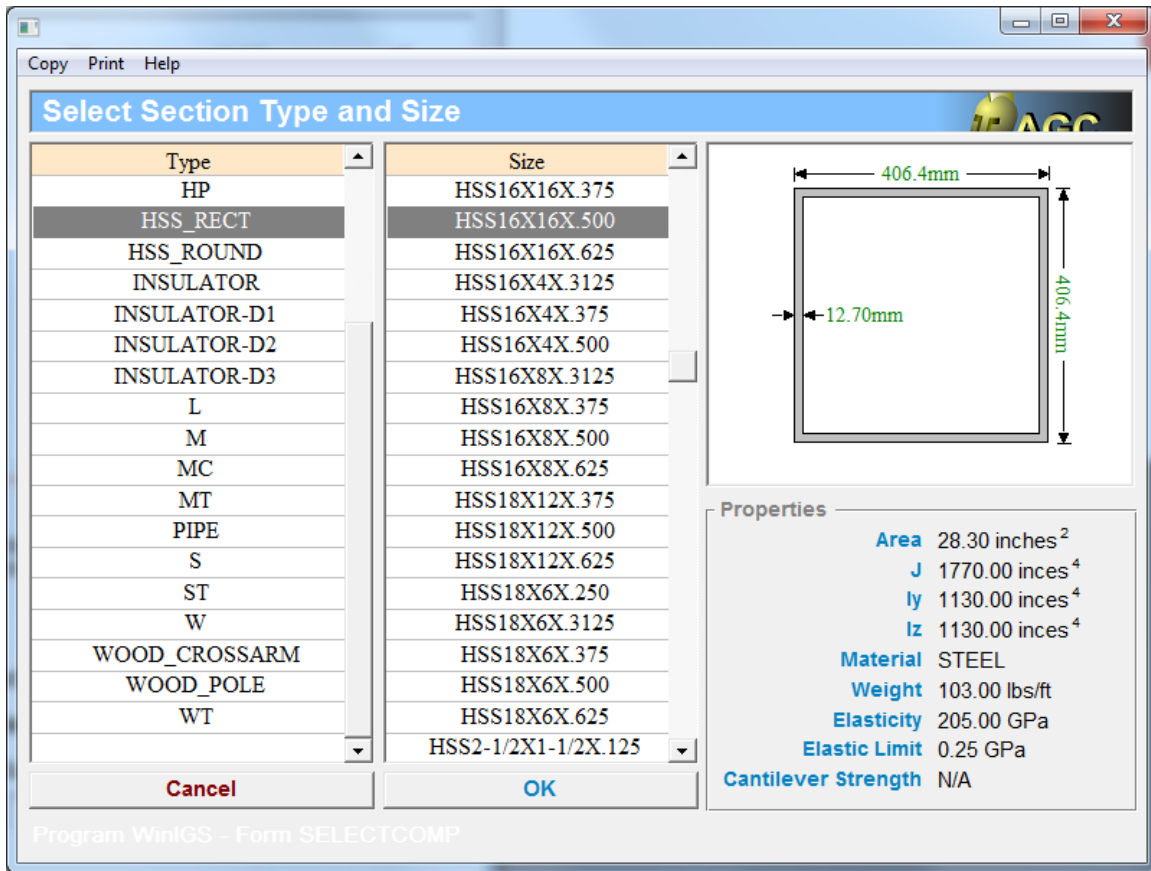 Copy Print Help
Select Section Type and Size
AGC
Type
HP
HSS_RECT
HSS_ROUND
INSULATOR
INSULATOR-D1
INSULATOR-D2
INSULATOR-D3
L
M
MC
MT
PIPE
S
ST
W
WOOD_CROSSARM
WOOD_POLE
WT
Cancel
Size
HSS16X16X.375
HSS16X16X.500
HSS16X16X.625
HSS16X4X.3125
HSS16X4X.375
HSS16X4X.500
HSS16X8X.3125
HSS16X8X.375
HSS16X8X.500
HSS16X8X.625
HSS18X12X.375
HSS18X12X.500
HSS18X12X.625
HSS18X6X.250
HSS18X6X.3125
HSS18X6X.375
HSS18X6X.500
HSS18X6X.625
HSS2-1/2X1-1/2X.125
OK
406.4mm
406.4mm
12.70mm
Properties
Area 28.30 inches²
J 1770.00 inces⁴
Iy 1130.00 inces⁴
Iz 1130.00 inces⁴
Material STEEL
Weight 103.00 lbs/ft
Elasticity 205.00 GPa
Elastic Limit 0.25 GPa
Cantilever Strength N/A
Program WinIGS - Form SELECTCOMP